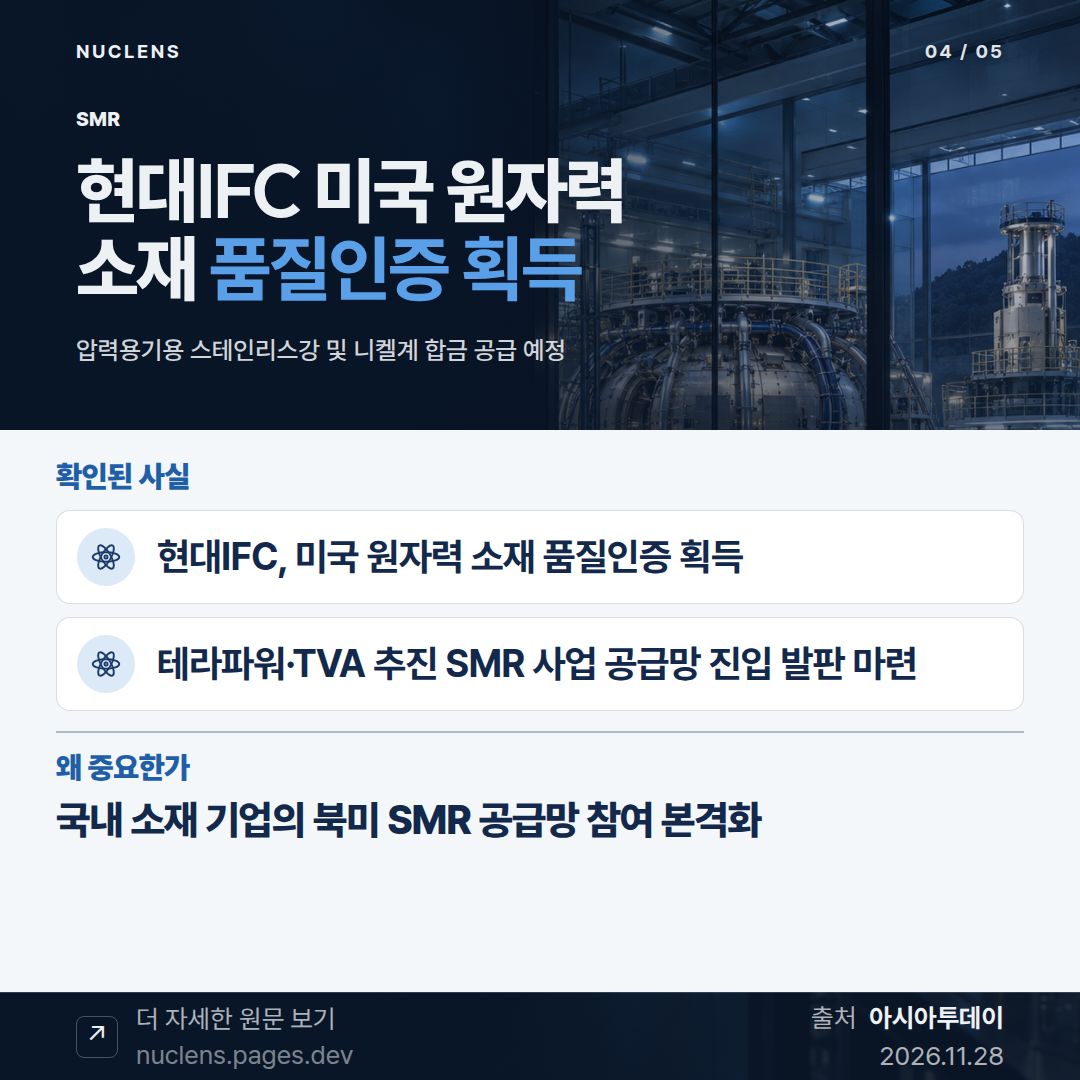 NUCLENS
04 / 05
SMR
현대IFC 미국 원자력
소재 품질인증 획득
압력용기용 스테인리스강 및 니켈계 합금 공급 예정
확인된 사실
현대IFC, 미국 원자력 소재 품질인증 획득
테라파워·TVA 추진 SMR 사업 공급망 진입 발판 마련
왜 중요한가
국내 소재 기업의 북미 SMR 공급망 참여 본격화
더 자세한 원문 보기
nuclens.pages.dev
출처 아시아투데이
2026.11.28